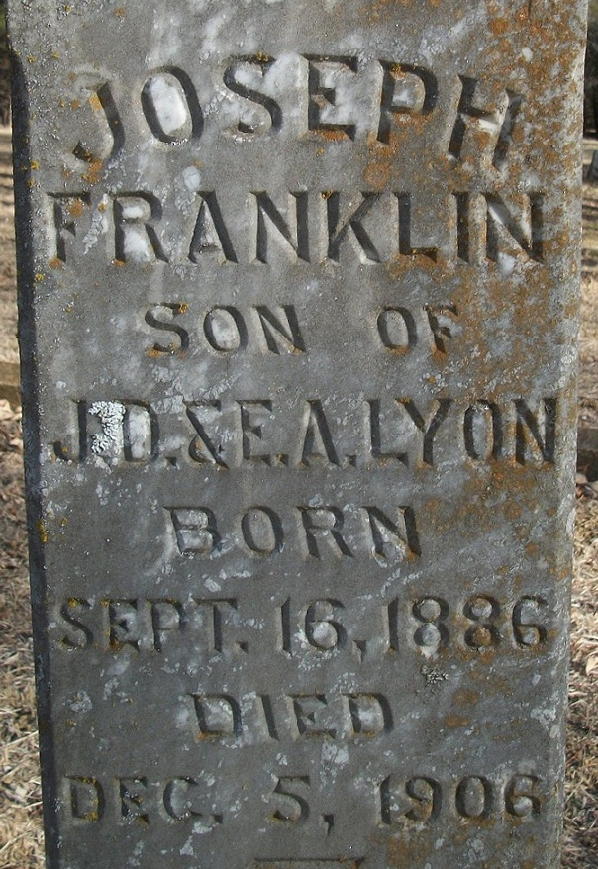 JOSEPH
FRANKLIN
SON OF
J.D.&E.A.LYON
BORN
SEPT. 16, 1886
DIED
DEC. 5, 1906